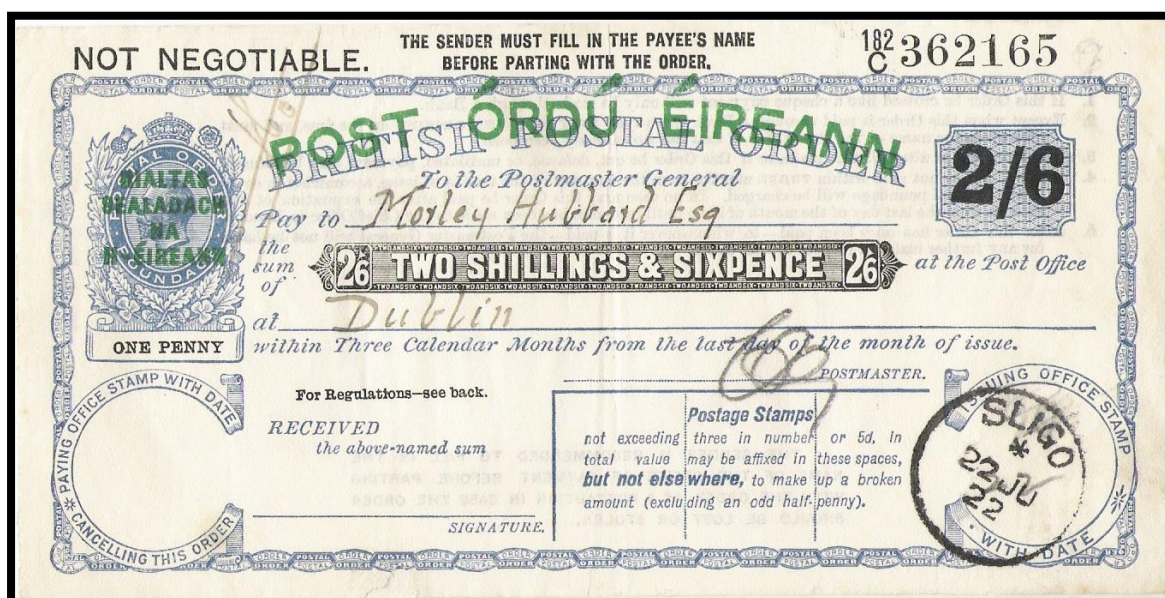 NOT NEGOTIABLE.
THE SENDER MUST FILL IN THE PAYEE'S NAME
BEFORE PARTING WITH THE ORDER.
182
C 362165
POST ÓRDÚ ÉIREANN
BRITISH POSTAL ORDER
2/6
To the Postmaster General
RIALTAS
SEALADACH
NA
H-ÉIREANN
POUNDAGE
ONE PENNY
Pay to Morley Hubbard Esq
the
sum
of
2/6 TWO SHILLINGS & SIXPENCE 2/6
at the Post Office
at Dublin
within Three Calendar Months from the last day of the month of issue.
POSTMASTER.
For Regulations—see back.
RECEIVED
the above-named sum
SIGNATURE.
Postage Stamps
not exceeding three in number or 5d. in
total value may be affixed in these spaces,
but not elsewhere, to make up a broken
amount (excluding an odd half-penny).
PAYING OFFICE STAMP WITH DATE
CANCELLING THIS ORDER
ISSUING OFFICE STAMP
WITH DATE
SLIGO
22 JU
22